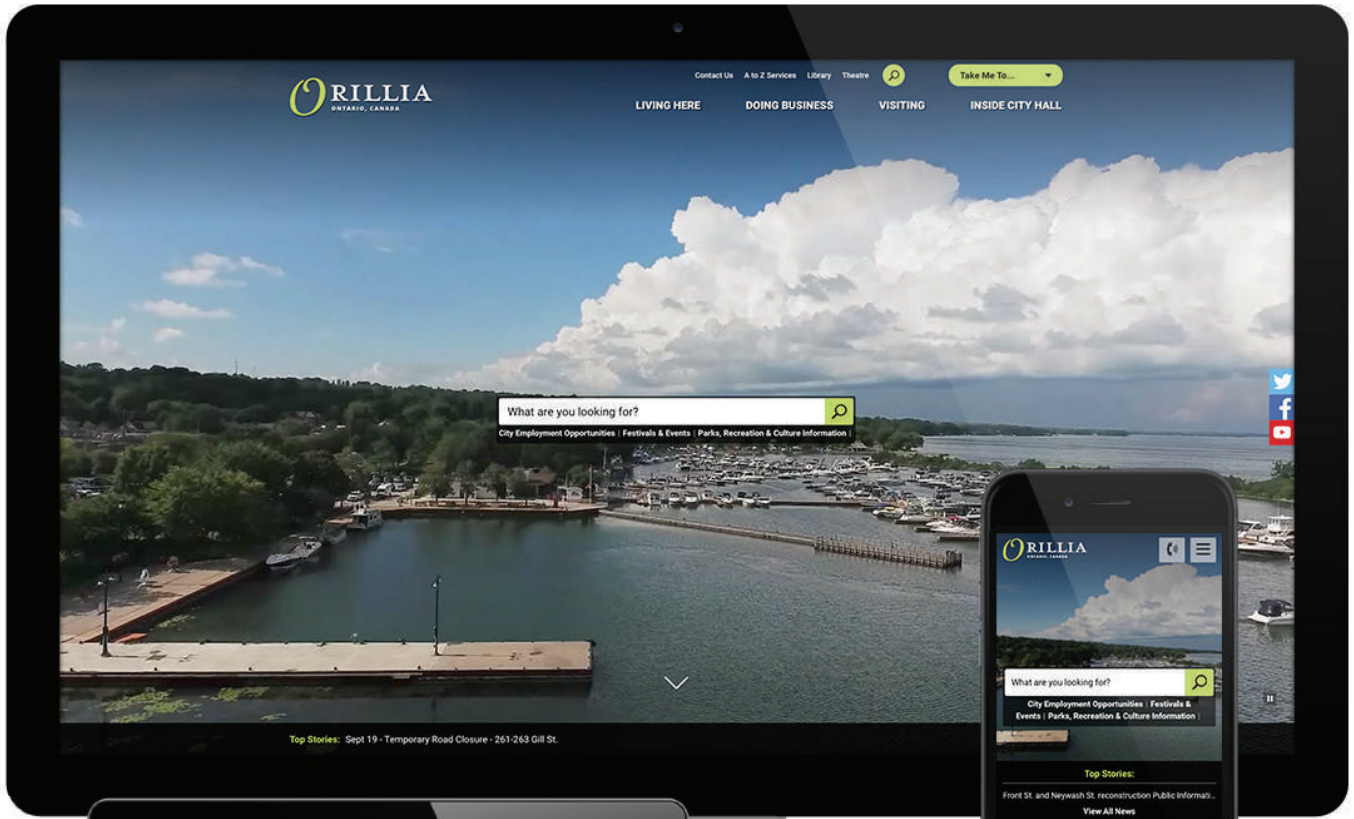 Contact Us A to Z Services Library Theatre
Take Me To...
ORILLIA
ONTARIO, CANADA
LIVING HERE DOING BUSINESS VISITING INSIDE CITY HALL
What are you looking for?
City Employment Opportunities | Festivals & Events | Parks, Recreation & Culture Information |
Top Stories: Sept 19 - Temporary Road Closure - 261-263 Gill St.
ORILLIA
ONTARIO, CANADA
What are you looking for?
City Employment Opportunities | Festivals &
Events | Parks, Recreation & Culture Information |
Top Stories:
Front St. and Neywash St. reconstruction Public Informati...
View All News